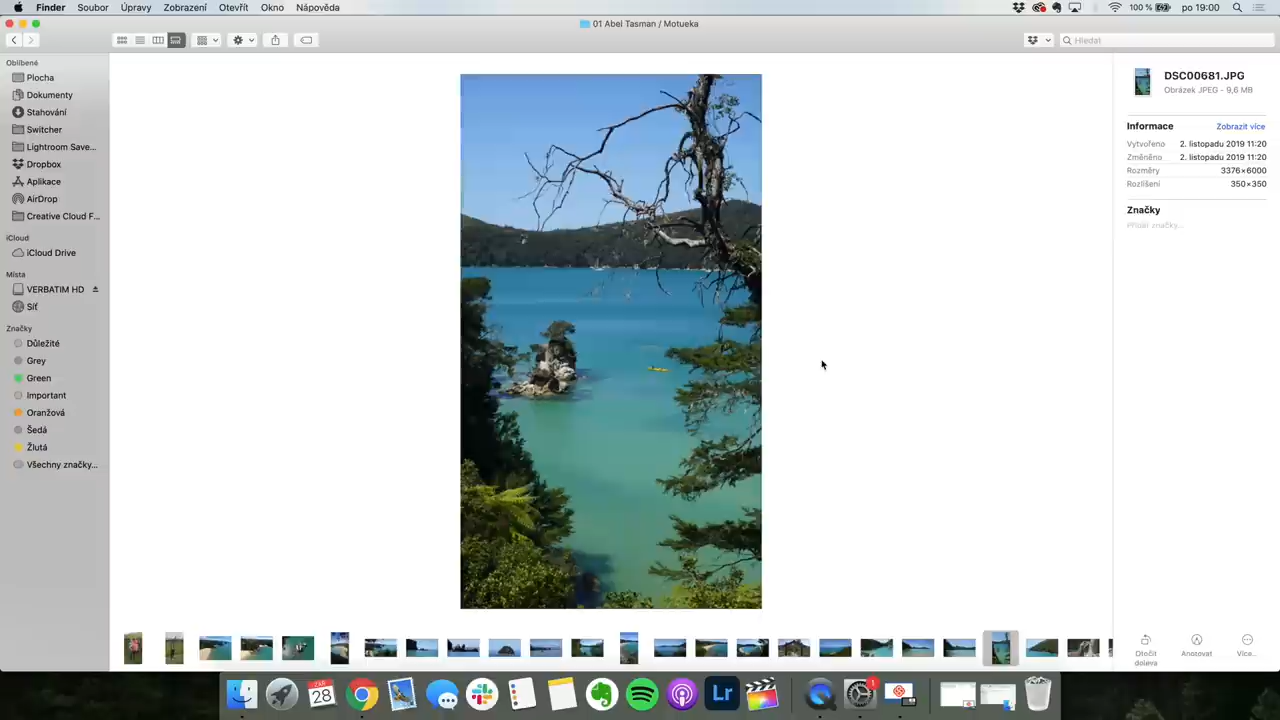 Finder Soubor Úpravy Zobrazení Otevřít Okno Nápověda
100 % po 19:00
01 Abel Tasman / Motueka
Hledat
Oblíbené
Plocha
Dokumenty
Stahování
Switcher
Lightroom Save...
Dropbox
Aplikace
AirDrop
Creative Cloud F...
iCloud
iCloud Drive
Místa
VERBATIM HD
Síť
Značky
Důležité
Grey
Green
Important
Oranžová
Šedá
Žlutá
Všechny značky...
DSC00681.JPG
Obrázek JPEG - 9,6 MB
Informace Zobrazit více
Vytvořeno 2. listopadu 2019 11:20
Změněno 2. listopadu 2019 11:20
Rozměry 3376×6000
Rozlišení 350×350
Značky
Přidat značky...
Otočit doleva
Anotovat
Více...
ZÁŘ
28
Lr
1